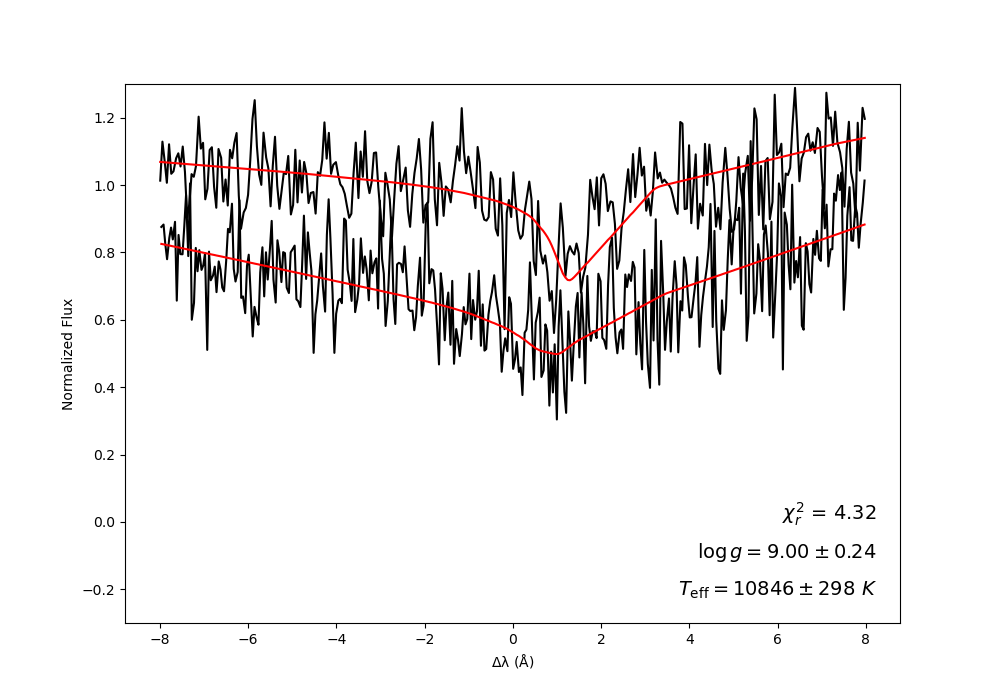 1.2
1.0
0.8
0.6
0.4
0.2
0.0
−0.2
Normalized Flux
−8 −6 −4 −2 0 2 4 6 8
Δλ (Å)
χ²ᵣ = 4.32
log g = 9.00 ± 0.24
T_eff = 10846 ± 298 K